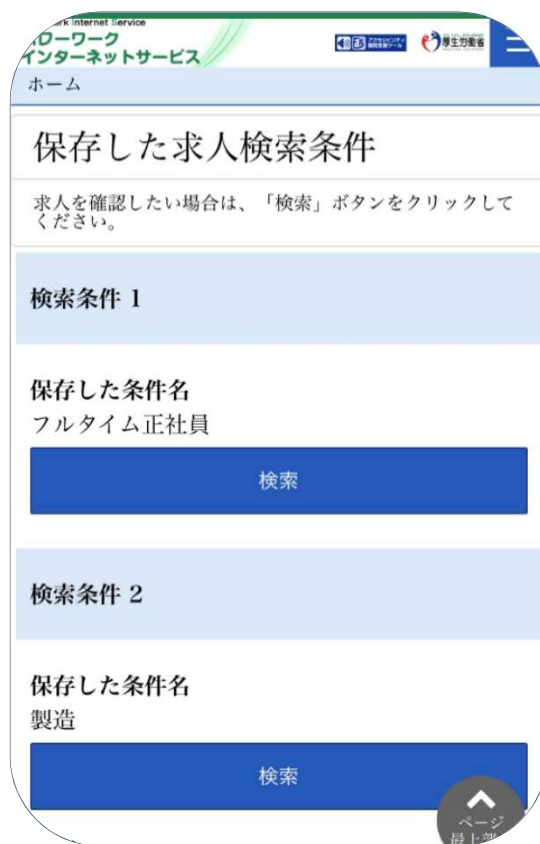 Internet Service
ローワーク
インターネットサービス
厚生労働省
ホーム
保存した求人検索条件
求人を確認したい場合は、「検索」ボタンをクリックして
ください。
検索条件 1
保存した条件名
フルタイム正社員
検索
検索条件 2
保存した条件名
製造
検索
ページ
最上部